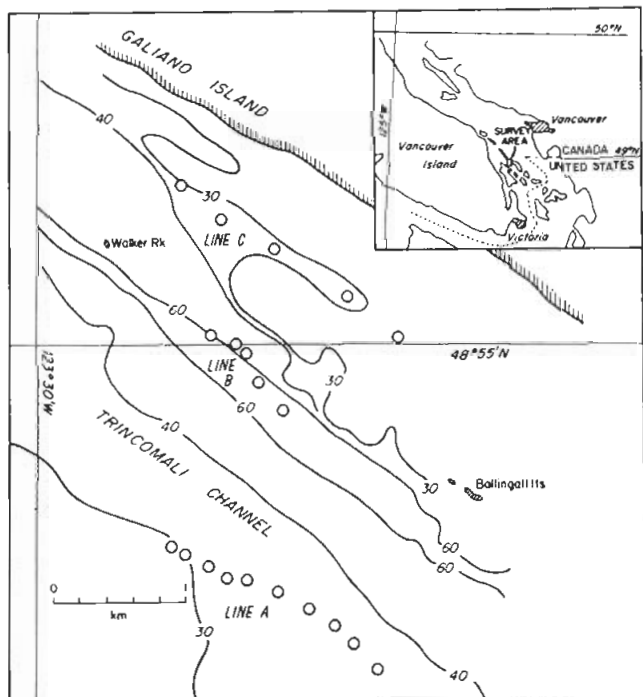 GALIANO ISLAND
40
30
Walker Rk
LINE C
60
48°55'N
LINE
B
30
60
123°30'W
40
TRINCOMALI CHANNEL
30
Ballingall Its
60
60
0
km
LINE A
30
40
50°N
125°W
Vancouver
SURVEY
AREA
CANADA 49°N
UNITED STATES
Vancouver
Island
Victoria